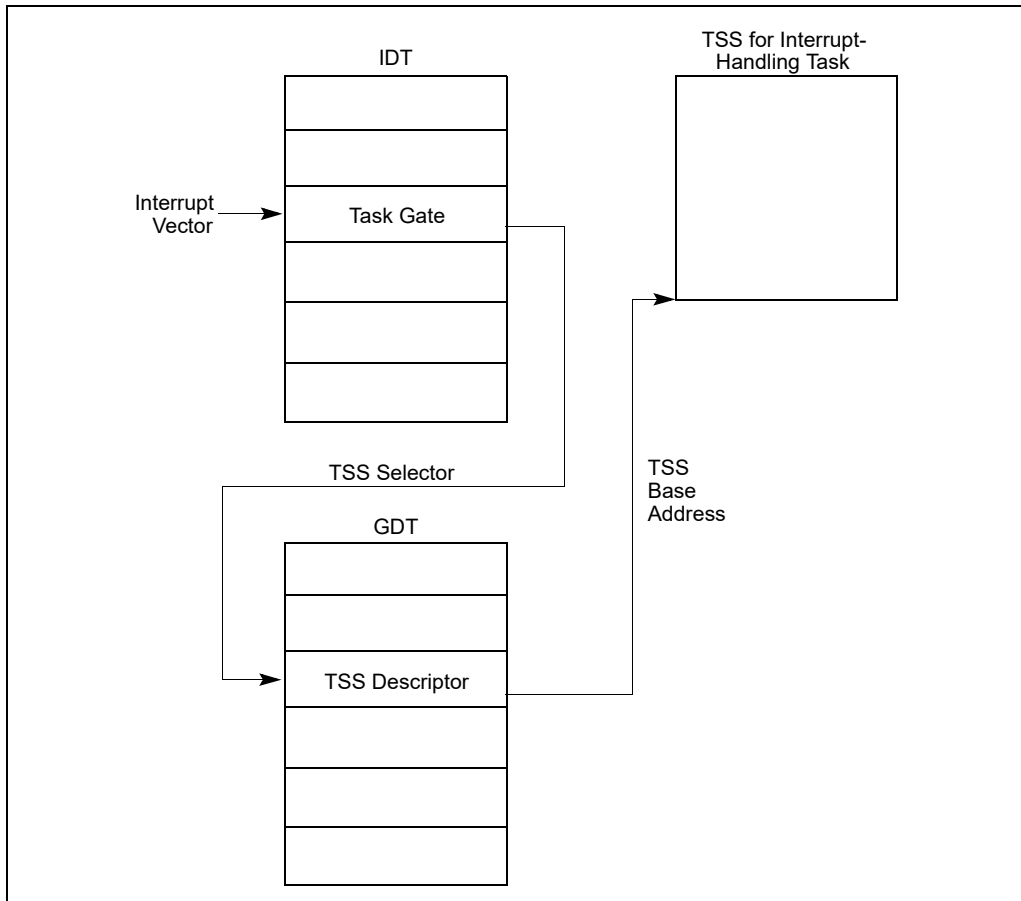 IDT
TSS for Interrupt-
Handling Task
Interrupt
Vector
Task Gate
TSS Selector
TSS
Base
Address
GDT
TSS Descriptor